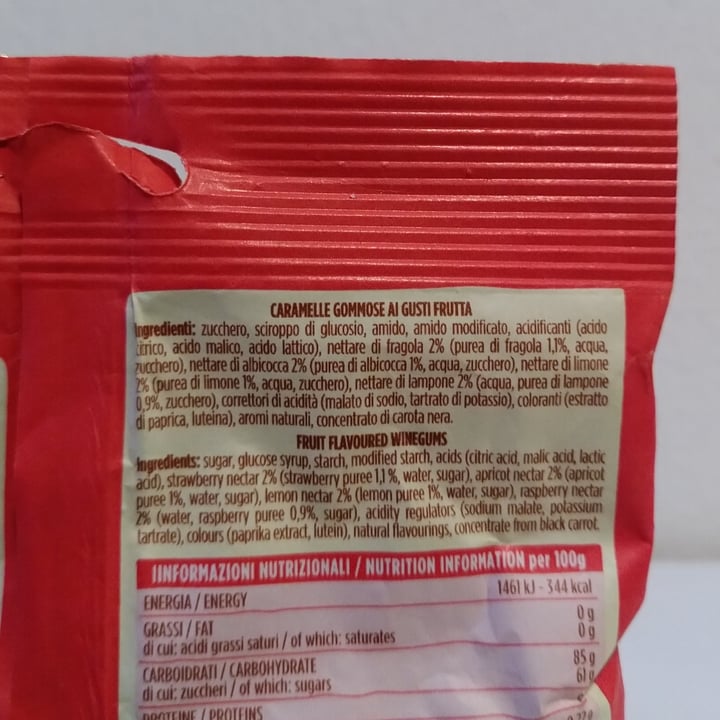 CARAMELLE GOMMOSE AI GUSTI FRUTTA
Ingredienti: zucchero, sciroppo di glucosio, amido, amido modificato, acidificanti (acido
citrico, acido malico, acido lattico), nettare di fragola 2% (purea di fragola 1,1%, acqua,
zucchero), nettare di albicocca 2% (purea di albicocca 1%, acqua, zucchero), nettare di limone
2% (purea di limone 1%, acqua, zucchero), nettare di lampone 2% (acqua, purea di lampone
0,9%, zucchero), correttori di acidità (malato di sodio, tartrato di potassio), coloranti (estratto
di paprica, luteina), aromi naturali, concentrato di carota nera.
FRUIT FLAVOURED WINEGUMS
Ingredients: sugar, glucose syrup, starch, modified starch, acids (citric acid, malic acid, lactic
acid), strawberry nectar 2% (strawberry puree 1,1 %, water, sugar), apricot nectar 2% (apricot
puree 1%, water, sugar), lemon nectar 2% (lemon puree 1%, water, sugar), raspberry nectar
2% (water, raspberry puree 0,9%, sugar), acidity regulators (sodium malate, potassium
tartrate), colours (paprika extract, lutein), natural flavourings, concentrate from black carrot.
IINFORMAZIONI NUTRIZIONALI / NUTRITION INFORMATION per 100g
ENERGIA / ENERGY 1461 kJ - 344 kcal
GRASSI / FAT 0 g
di cui: acidi grassi saturi / of which: saturates 0 g
CARBOIDRATI / CARBOHYDRATE 85 g
di cui: zuccheri / of which: sugars 61 g
PROTEINE / PROTEINS